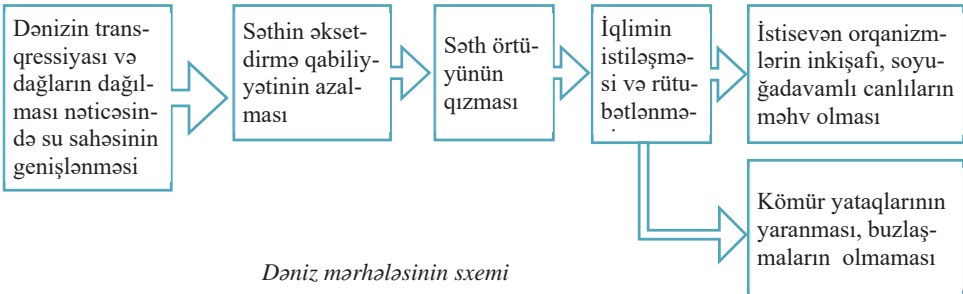 Dənizin trans-
qressiyası və
dağların dağıl-
ması nəticəsin-
də su sahəsinin
genişlənməsi
Səthin əkset-
dirmə qabiliy-
yətinin azal-
ması
Səth örtü-
yünün
qızması
İqlimin
istiləşmə-
si və rütu-
bətlənmə-
İstisevən orqanizm-
lərin inkişafı, soyu-
ğadavamlı canlıların
məhv olması
Kömür yataqlarının
yaranması, buzlaş-
maların olmaması
Dəniz mərhələsinin sxemi